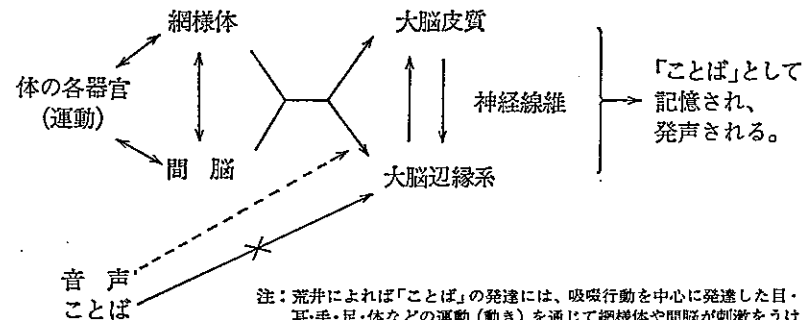 網様体
大脳皮質
体の各器官
(運動)
神経線維
「ことば」として
記憶され、
発声される。
間 脳
大脳辺縁系
音 声
ことば
注：荒井によれば「ことば」の発達には、吸啜行動を中心に発達した目・
耳・手・足・体などの運動（動き）を通じて網様体や間脳が刺激をうけ